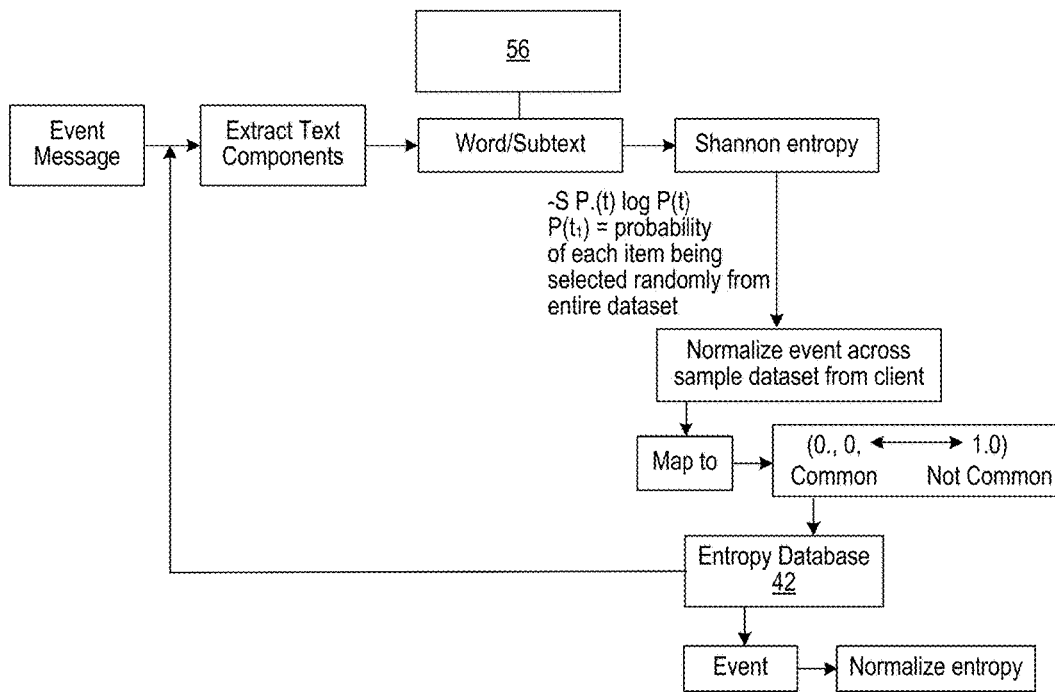 56
Event
Message
Extract Text
Components
Word/Subtext
Shannon entropy
-S P.(t) log P(t)
P(t₁) = probability
of each item being
selected randomly from
entire dataset
Normalize event across
sample dataset from client
Map to
(0., 0, 1.0)
Common Not Common
Entropy Database
42
Event
Normalize entropy